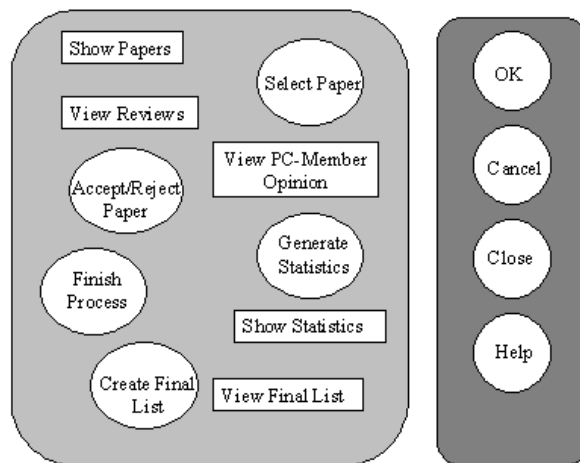 Show Papers
Select Paper
View Reviews
View PC-Member
Opinion
Accept/Reject
Paper
Generate
Statistics
Finish
Process
Show Statistics
Create Final
List
View Final List
OK
Cancel
Close
Help